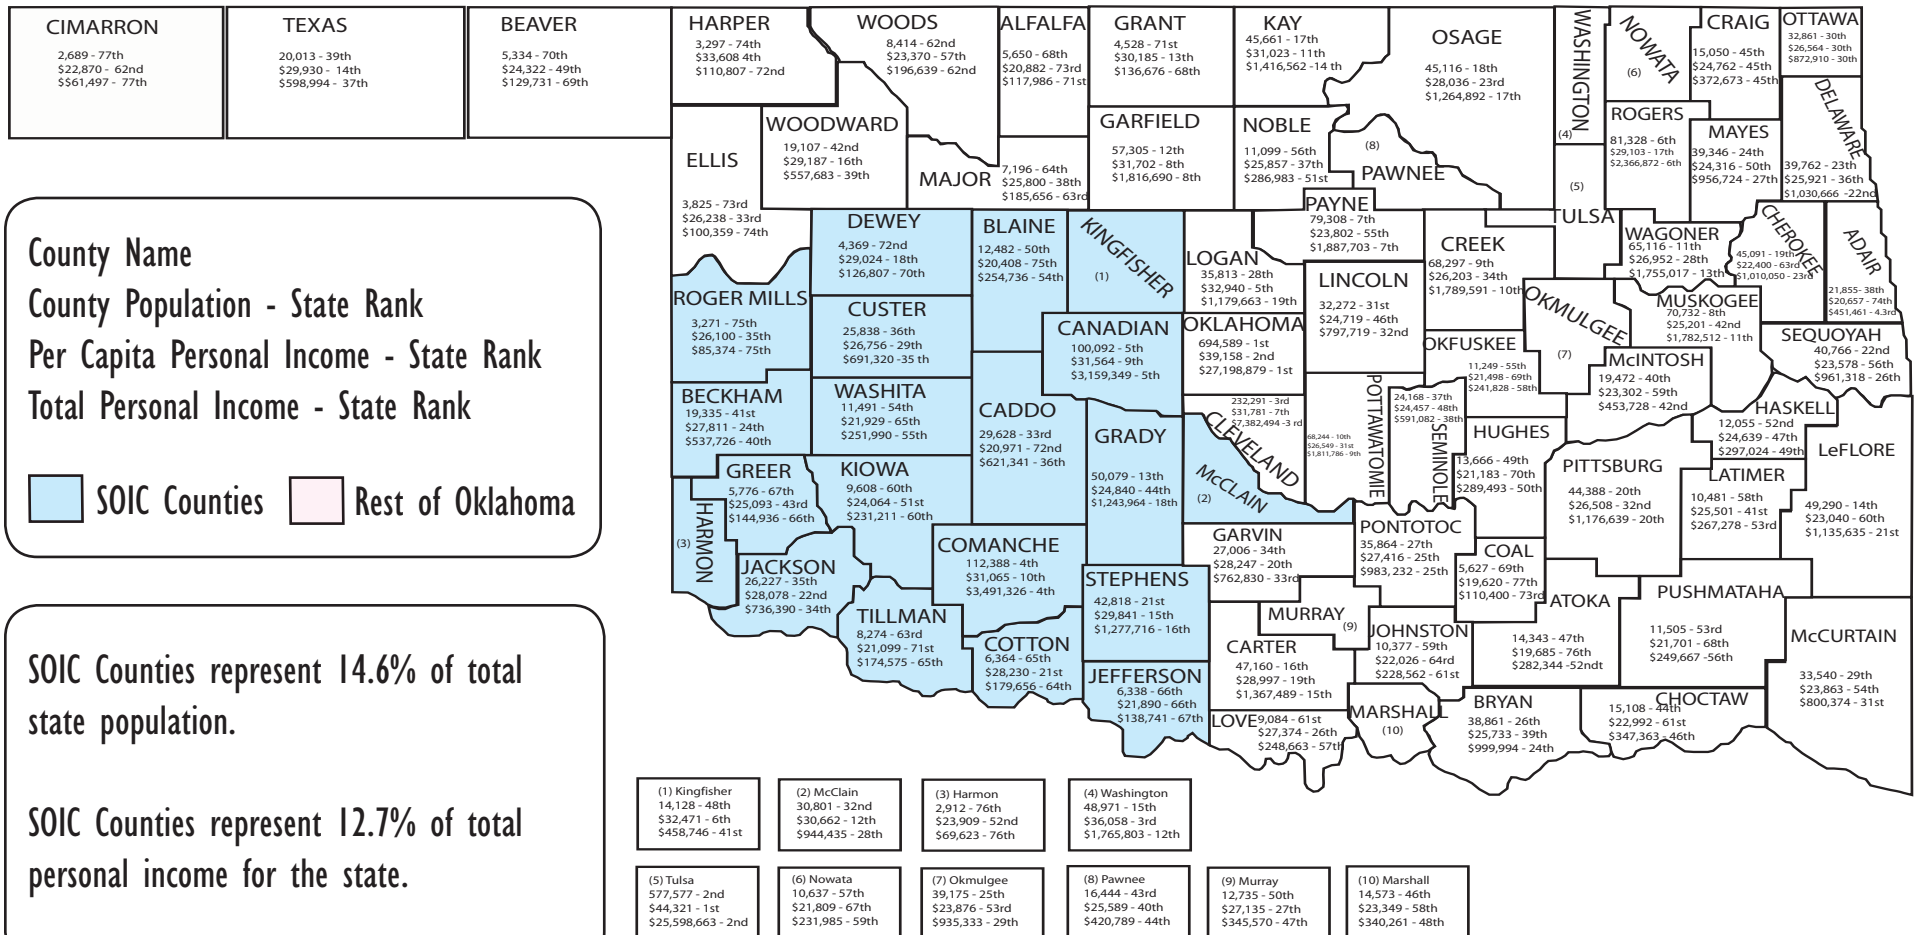 CIMARRON
2,689 - 77th
$22,870 - 62nd
$$61,497 - 77th
TEXAS
20,013 - 39th
$29,930 - 14th
$598,994 - 37th
BEAVER
5,334 - 70th
$24,322 - 49th
$129,731 - 69th
HARPER
3,297 - 74th
$33,608 4th
$110,807 - 72nd
WOODS
8,414 - 62nd
$23,370 - 57th
$196,639 - 62nd
ALFALFA
5,650 - 68th
$20,882 - 73rd
$117,986 - 71st
GRANT
4,528 - 71st
$30,185 - 13th
$136,676 - 68th
KAY
45,661 - 17th
$31,023 - 11th
$1,416,562 -14 th
OSAGE
45,116 - 18th
$28,036 - 23rd
$1,264,892 - 17th
WASHINGTON
(4)
NOWATA
(6)
CRAIG
15,050 - 45th
$24,762 - 45th
$372,673 - 45th
OTTAWA
32,861 - 30th
$26,564 - 30th
$872,910 - 30th
DELAWARE
39,762 - 23th
$25,921 - 36th
$1,030,666 -22nd
ELLIS
3,825 - 73rd
$26,238 - 33rd
$100,359 - 74th
WOODWARD
19,107 - 42nd
$29,187 - 16th
$557,683 - 39th
MAJOR
7,196 - 64th
$25,800 - 38th
$185,656 - 63rd
GARFIELD
57,305 - 12th
$31,702 - 8th
$1,816,690 - 8th
NOBLE
11,099 - 56th
$25,857 - 37th
$286,983 - 51st
(8)
PAWNEE
(5)
TULSA
ROGERS
81,328 - 6th
$29,103 - 17th
$2,366,872 - 6th
MAYES
39,346 - 24th
$24,316 - 50th
$956,724 - 27th
County Name
County Population - State Rank
Per Capita Personal Income - State Rank
Total Personal Income - State Rank
SOIC Counties
Rest of Oklahoma
DEWEY
4,369 - 72nd
$29,024 - 18th
$126,807 - 70th
BLAINE
12,482 - 50th
$20,408 - 75th
$254,736 - 54th
KINGFISHER
(1)
LOGAN
35,813 - 28th
$32,940 - 5th
$1,179,663 - 19th
PAYNE
79,308 - 7th
$23,802 - 55th
$1,887,703 - 7th
CREEK
68,297 - 9th
$26,203 - 34th
$1,789,591 - 10th
WAGONER
65,116 - 11th
$26,952 - 28th
$1,755,017 - 13th
CHEROKEE
45,091 - 19th
$22,400 - 63rd
$1,010,050 - 23rd
ADAIR
21,855- 38th
$20,657 - 74th
$451,461 - 4.3rd
ROGER MILLS
3,271 - 75th
$26,100 - 35th
$85,374 - 75th
CUSTER
25,838 - 36th
$26,756 - 29th
$691,320 -35 th
CANADIAN
100,092 - 5th
$31,564 - 9th
$3,159,349 - 5th
OKLAHOMA
694,589 - 1st
$39,158 - 2nd
$27,198,879 - 1st
LINCOLN
32,272 - 31st
$24,719 - 46th
$797,719 - 32nd
OKMULGEE
(7)
MUSKOGEE
70,732 - 8th
$25,201 - 42nd
$1,782,512 - 11th
SEQUOYAH
40,766 - 22nd
$23,578 - 56th
$961,318 - 26th
OKFUSKEE
11,249 - 55th
$21,498 - 69th
$241,828 - 58th
McINTOSH
19,472 - 40th
$23,302 - 59th
$453,728 - 42nd
BECKHAM
19,335 - 41st
$27,811 - 24th
$537,726 - 40th
WASHITA
11,491 - 54th
$21,929 - 65th
$251,990 - 55th
CADDO
29,628 - 33rd
$20,971 - 72nd
$621,341 - 36th
GRADY
50,079 - 13th
$24,840 - 44th
$1,243,964 - 18th
CLEVELAND
232,291 - 3rd
$31,781 - 7th
$7,382,494 -3 rd
McCLAIN
(2)
POTTAWATOMIE
68,244 - 10th
$26,549 - 31st
$1,811,786 - 9th
SEMINOLE
24,168 - 37th
$24,457 - 48th
$591,082 - 38th
HUGHES
13,666 - 49th
$21,183 - 70th
$289,493 - 50th
PITTSBURG
44,388 - 20th
$26,508 - 32nd
$1,176,639 - 20th
HASKELL
12,055 - 52nd
$24,639 - 47th
$297,024 - 49th
LATIMER
10,481 - 58th
$25,501 - 41st
$267,278 - 53rd
LeFLORE
49,290 - 14th
$23,040 - 60th
$1,135,635 - 21st
GREER
5,776 - 67th
$25,093 - 43rd
$144,936 - 66th
KIOWA
9,608 - 60th
$24,064 - 51st
$231,211 - 60th
HARMON
(3)
JACKSON
26,227 - 35th
$28,078 - 22nd
$736,390 - 34th
COMANCHE
112,388 - 4th
$31,065 - 10th
$3,491,326 - 4th
STEPHENS
42,818 - 21st
$29,841 - 15th
$1,277,716 - 16th
GARVIN
27,006 - 34th
$28,247 - 20th
$762,830 - 33rd
PONTOTOC
35,864 - 27th
$27,416 - 25th
$983,232 - 25th
COAL
5,627 - 69th
$19,620 - 77th
$110,400 - 73rd
ATOKA
14,343 - 47th
$19,685 - 76th
$282,344 -52ndt
PUSHMATAHA
11,505 - 53rd
$21,701 - 68th
$249,667 -56th
McCURTAIN
33,540 - 29th
$23,863 - 54th
$800,374 - 31st
TILLMAN
8,274 - 63rd
$21,099 - 71st
$174,575 - 65th
COTTON
6,364 - 65th
$28,230 - 21st
$179,656 - 64th
JEFFERSON
6,338 - 66th
$21,890 - 66th
$138,741 - 67th
MURRAY
(9)
CARTER
47,160 - 16th
$28,997 - 19th
$1,367,489 - 15th
JOHNSTON
10,377 - 59th
$22,026 - 64rd
$228,562 - 61st
LOVE
9,084 - 61st
$27,374 - 26th
$248,663 - 57th
MARSHALL
(10)
BRYAN
38,861 - 26th
$25,733 - 39th
$999,994 - 24th
CHOCTAW
15,108 - 44th
$22,992 - 61st
$347,363 - 46th
SOIC Counties represent 14.6% of total
state population.
SOIC Counties represent 12.7% of total
personal income for the state.
(1) Kingfisher
14,128 - 48th
$32,471 - 6th
$458,746 - 41st
(2) McClain
30,801 - 32nd
$30,662 - 12th
$944,435 - 28th
(3) Harmon
2,912 - 76th
$23,909 - 52nd
$69,623 - 76th
(4) Washington
48,971 - 15th
$36,058 - 3rd
$1,765,803 - 12th
(5) Tulsa
577,577 - 2nd
$44,321 - 1st
$25,598,663 - 2nd
(6) Nowata
10,637 - 57th
$21,809 - 67th
$231,985 - 59th
(7) Okmulgee
39,175 - 25th
$23,876 - 53rd
$935,333 - 29th
(8) Pawnee
16,444 - 43rd
$25,589 - 40th
$420,789 - 44th
(9) Murray
12,735 - 50th
$27,135 - 27th
$345,570 - 47th
(10) Marshall
14,573 - 46th
$23,349 - 58th
$340,261 - 48th